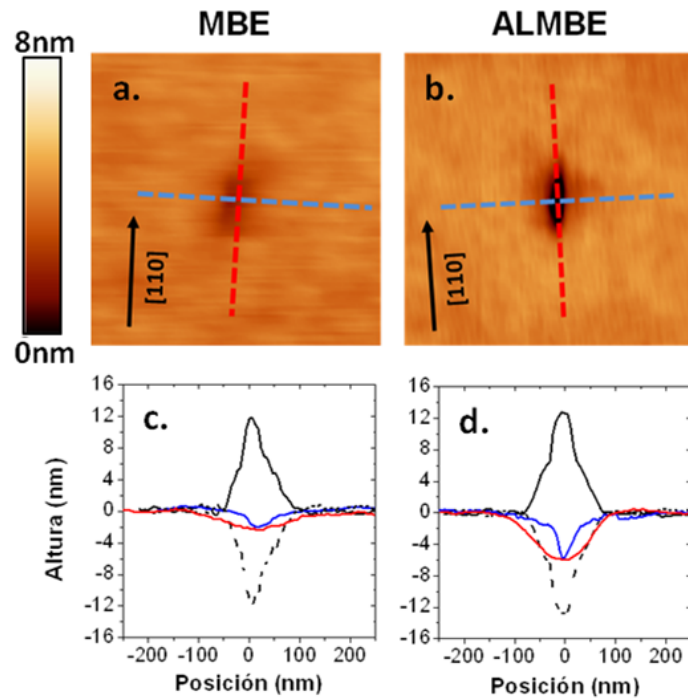 MBE
ALMBE
8nm
0nm
a.
[110]
b.
[110]
Altura (nm)
16
12
8
4
0
-4
-8
-12
-16
c.
-200 -100 0 100 200
Posición (nm)
16
12
8
4
0
-4
-8
-12
-16
d.
-200 -100 0 100 200
Posición (nm)